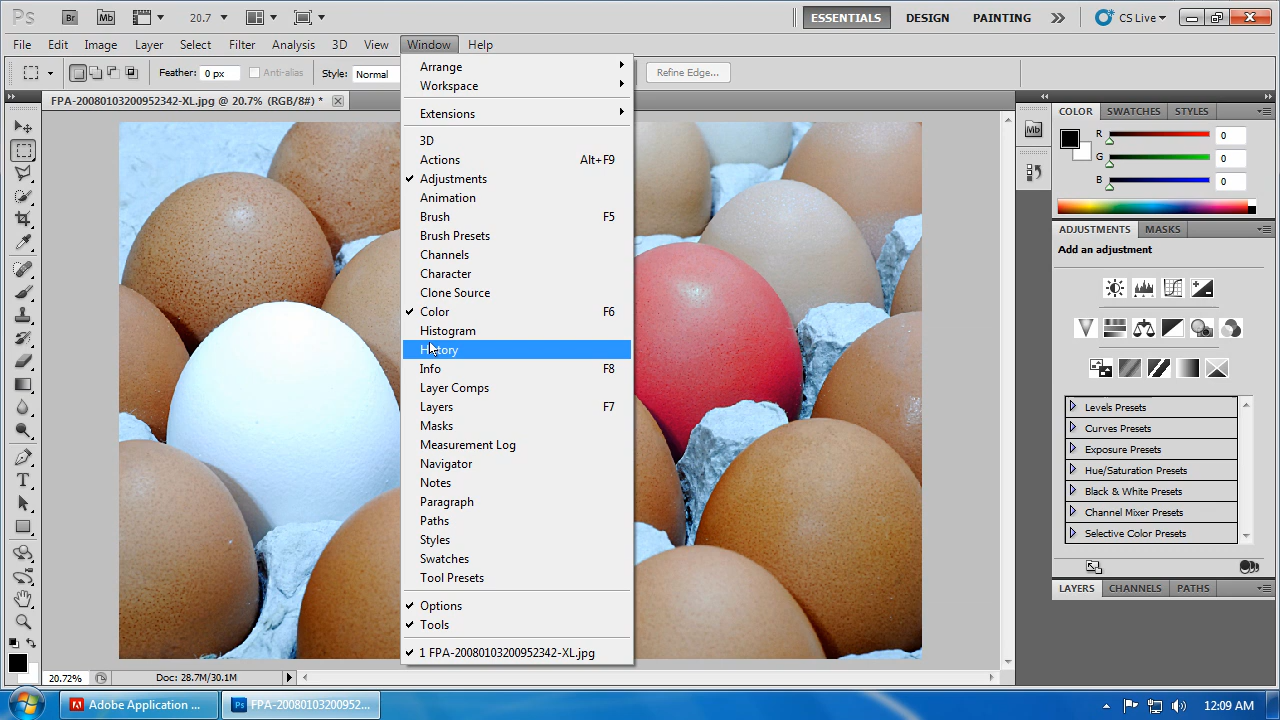 Ps Br Mb 20.7 ESSENTIALS DESIGN PAINTING CS Live
File Edit Image Layer Select Filter Analysis 3D View Window Help
Feather: 0 px Anti-alias Style: Normal Refine Edge...
FPA-20080103200952342-XL.jpg @ 20.7% (RGB/8#) *
Arrange
Workspace
Extensions
3D
Actions Alt+F9
Adjustments
Animation
Brush F5
Brush Presets
Channels
Character
Clone Source
Color F6
Histogram
History
Info F8
Layer Comps
Layers F7
Masks
Measurement Log
Navigator
Notes
Paragraph
Paths
Styles
Swatches
Tool Presets
Options
Tools
1 FPA-20080103200952342-XL.jpg
Mb
COLOR SWATCHES STYLES
R 0
G 0
B 0
ADJUSTMENTS MASKS
Add an adjustment
Levels Presets
Curves Presets
Exposure Presets
Hue/Saturation Presets
Black & White Presets
Channel Mixer Presets
Selective Color Presets
LAYERS CHANNELS PATHS
20.72% Doc: 28.7M/30.1M
Adobe Application ... Ps FPA-20080103200952... 12:09 AM